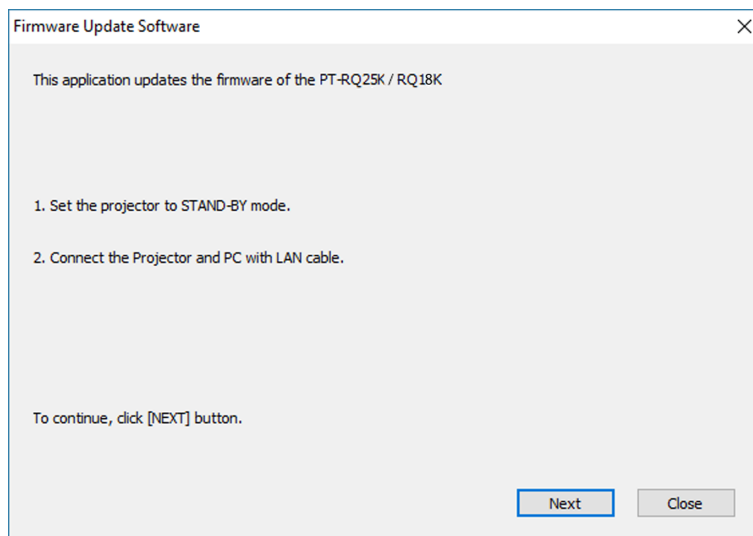 Firmware Update Software
This application updates the firmware of the PT-RQ25K / RQ18K
1. Set the projector to STAND-BY mode.
2. Connect the Projector and PC with LAN cable.
To continue, click [NEXT] button.
Next
Close